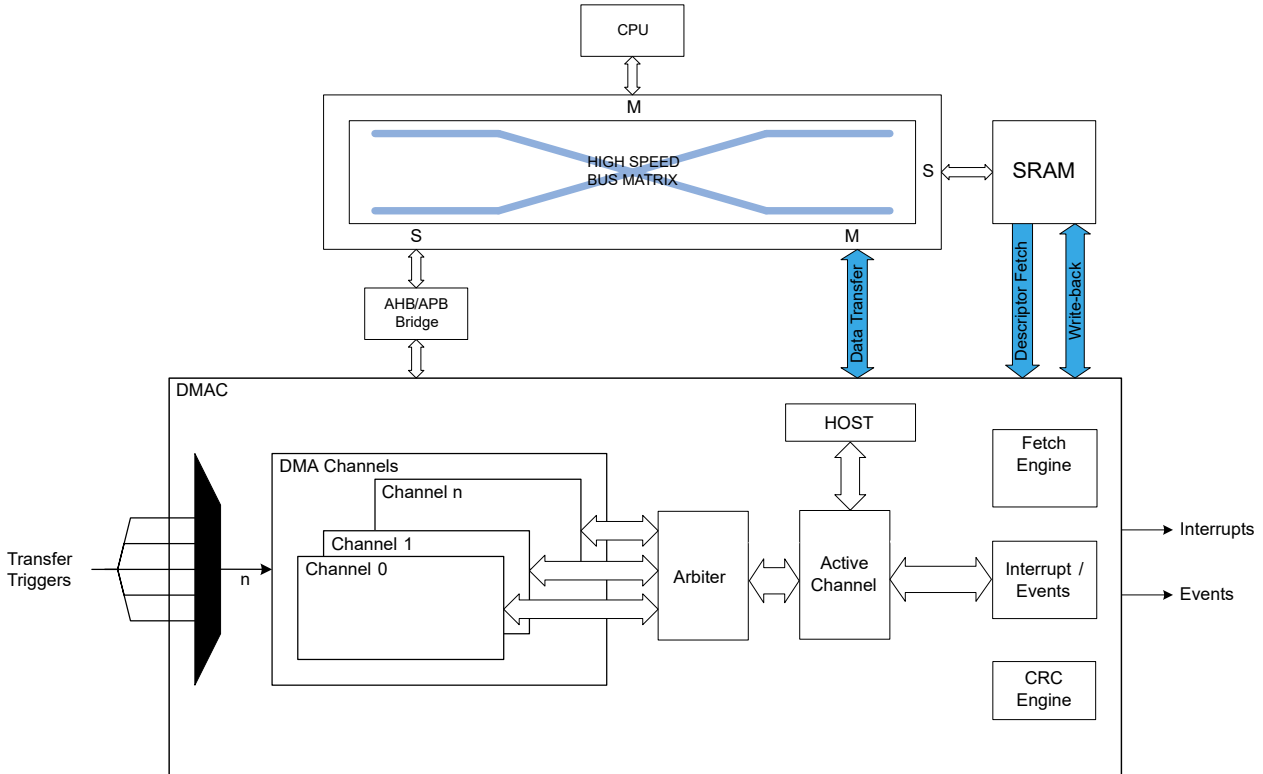 CPU
M
HIGH SPEED
BUS MATRIX
S
SRAM
S
M
AHB/APB
Bridge
Data Transfer
Descriptor Fetch
Write-back
DMAC
HOST
Fetch
Engine
DMA Channels
Channel n
Channel 1
Channel 0
Transfer
Triggers
n
Arbiter
Active
Channel
Interrupt /
Events
Interrupts
Events
CRC
Engine